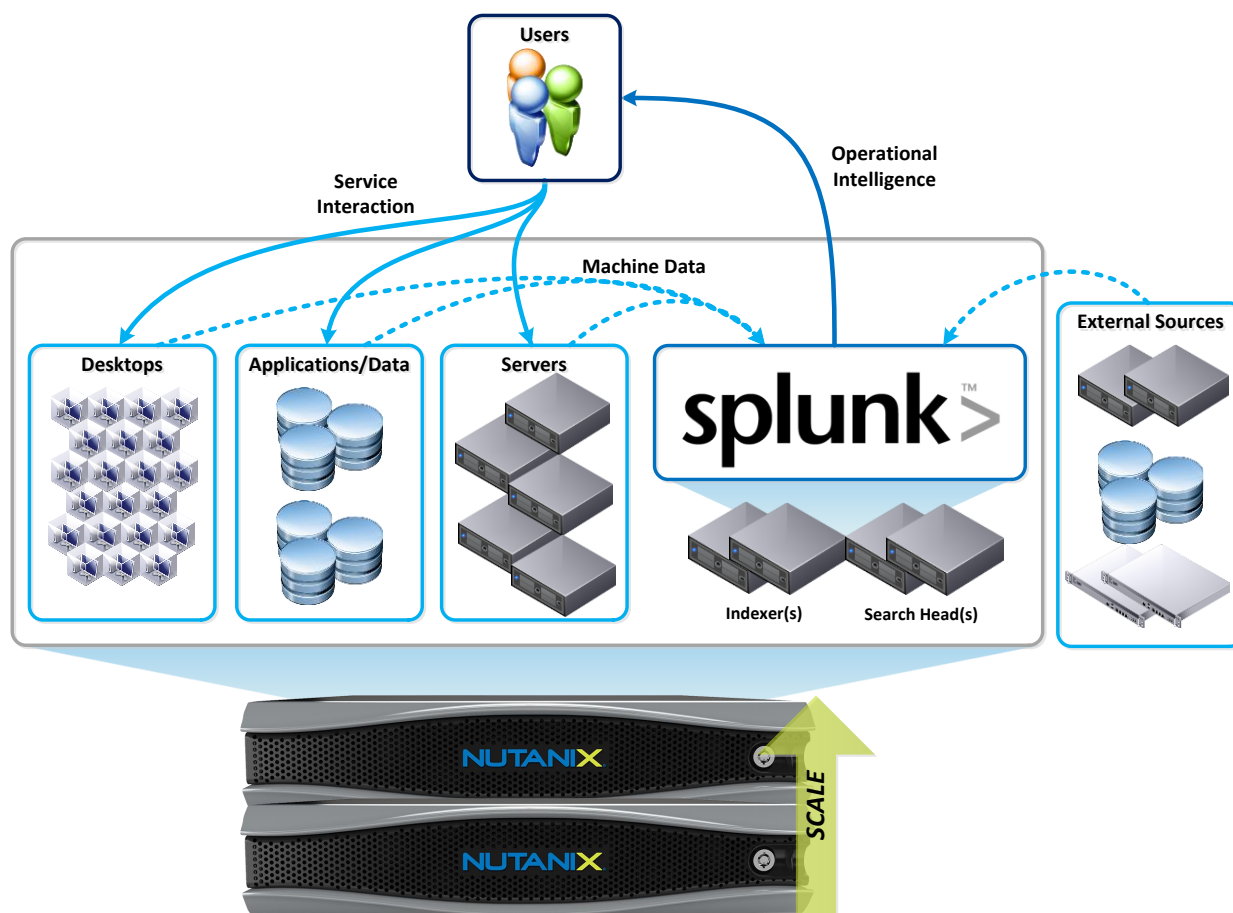 Users
Operational
Intelligence
Service
Interaction
Machine Data
External Sources
Desktops
Applications/Data
Servers
splunk>™
Indexer(s)
Search Head(s)
NUTANIX
SCALE
NUTANIX